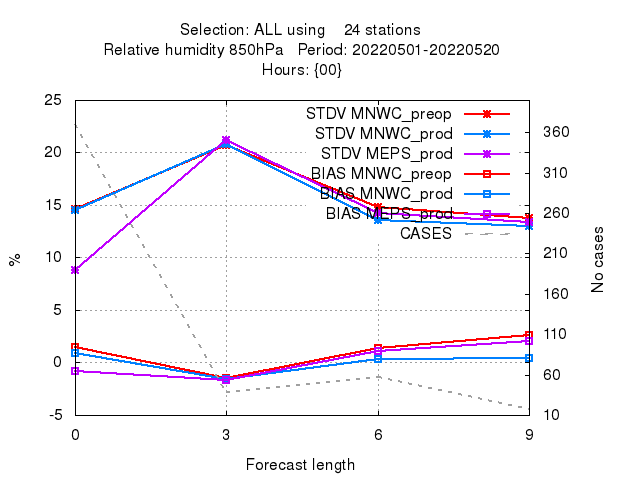 Selection: ALL using    24 stations
Relative humidity 850hPa   Period: 20220501-20220520
Hours: {00}
25
20
15
10
5
0
-5
%
STDV MNWC_preop
STDV MNWC_prod
STDV MEPS_prod
BIAS MNWC_preop
BIAS MNWC_prod
BIAS MEPS_prod
CASES
360
310
260
210
160
110
60
10
No cases
0 3 6 9
Forecast length